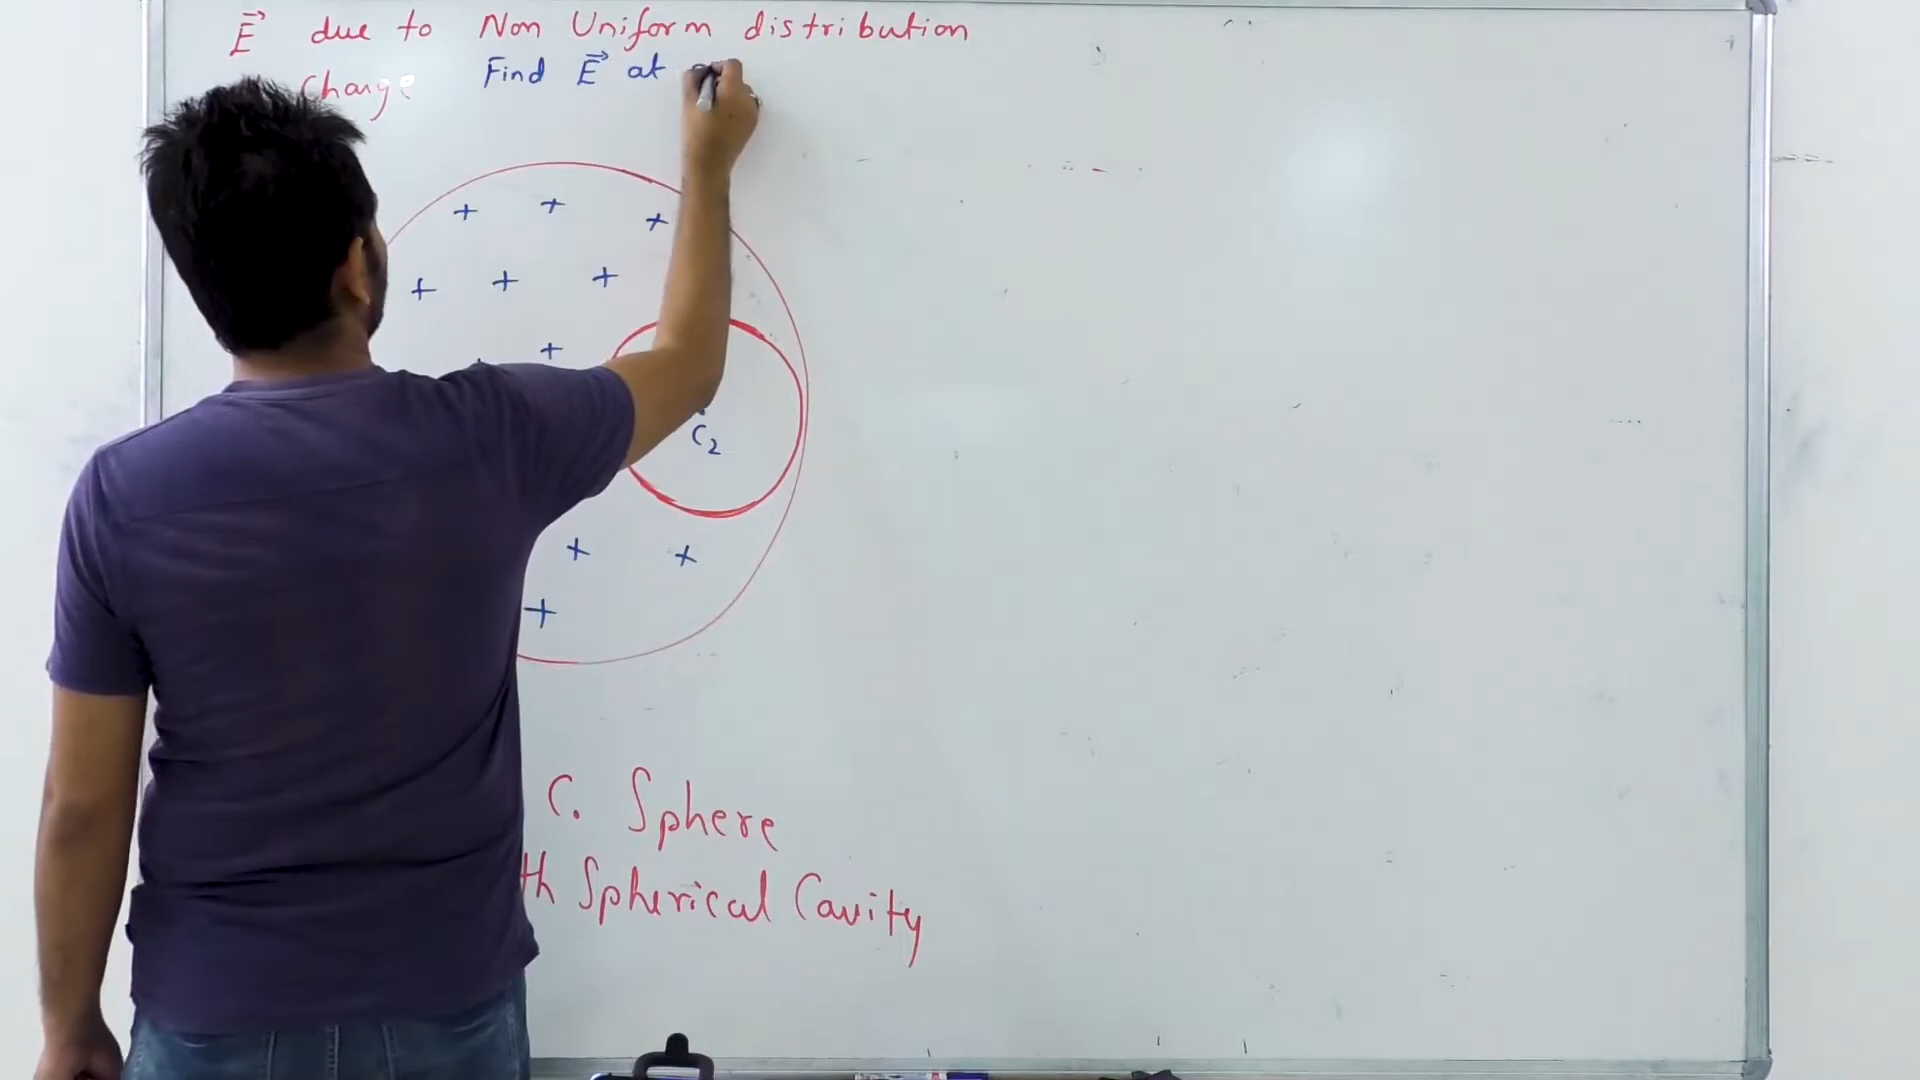 E⃗ due to Non Uniform distribution
Charge Find E⃗ at
+ + +
+ + +
+
C₂
+ +
+
C. Sphere
th Spherical Cavity